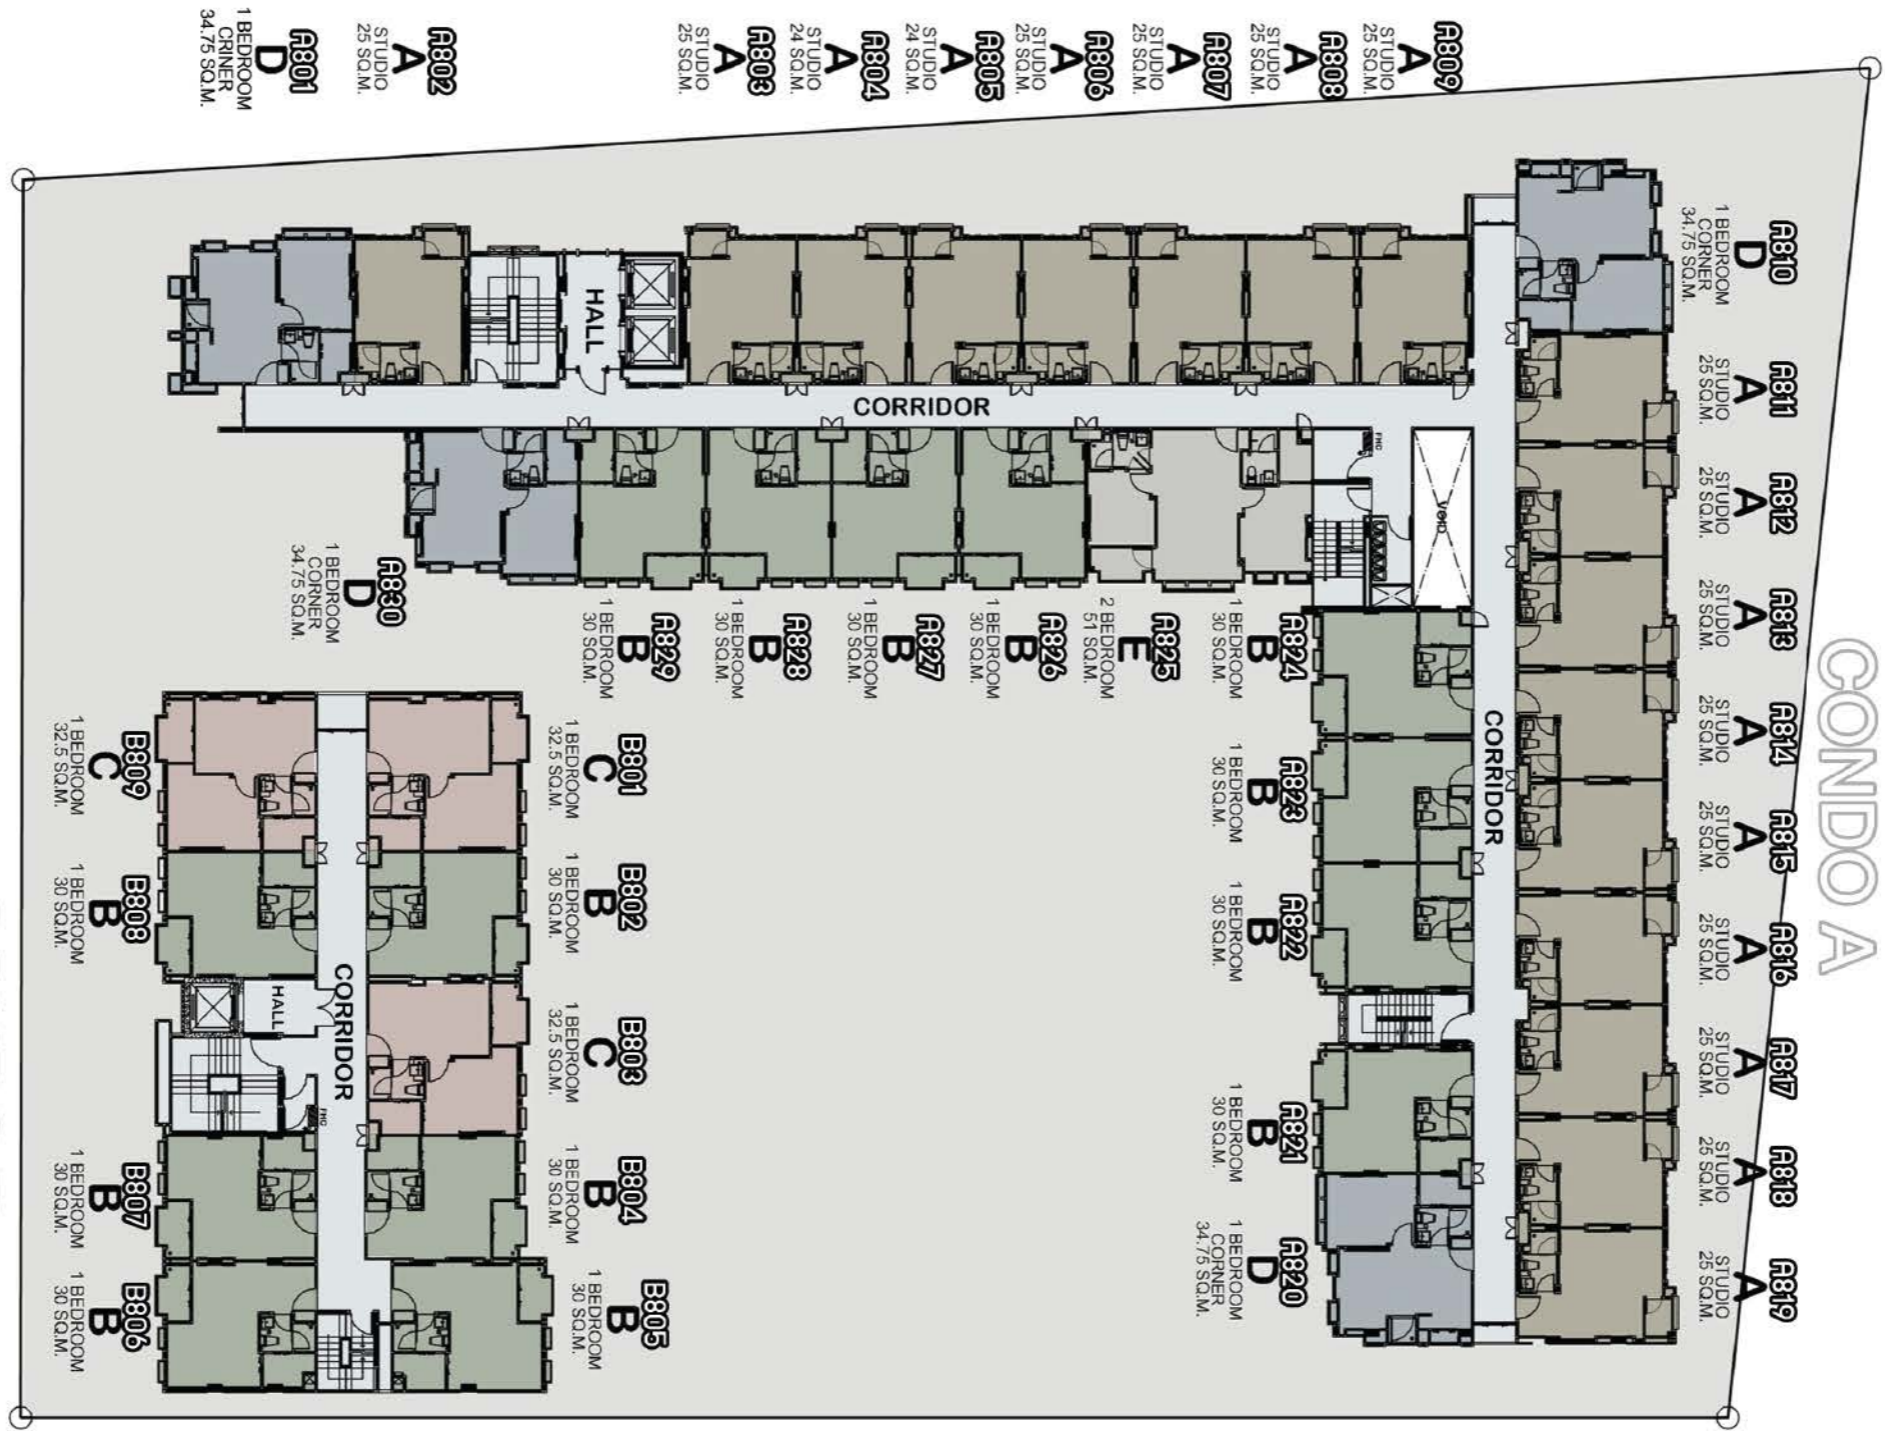 A801
D
1 BEDROOM
CRINER
34.75 SQ.M.
A802
A
STUDIO
25 SQ.M.
A803
A
STUDIO
25 SQ.M.
A804
A
STUDIO
24 SQ.M.
A805
A
STUDIO
24 SQ.M.
A806
A
STUDIO
25 SQ.M.
A807
A
STUDIO
25 SQ.M.
A808
A
STUDIO
25 SQ.M.
A809
A
STUDIO
25 SQ.M.
A810
D
1 BEDROOM
CORNER
34.75 SQ.M.
A811
A
STUDIO
25 SQ.M.
A812
A
STUDIO
25 SQ.M.
A813
A
STUDIO
25 SQ.M.
A814
A
STUDIO
25 SQ.M.
A815
A
STUDIO
25 SQ.M.
A816
A
STUDIO
25 SQ.M.
A817
A
STUDIO
25 SQ.M.
A818
A
STUDIO
25 SQ.M.
A819
A
STUDIO
25 SQ.M.
CONDO A
HALL
CORRIDOR
FHC
VOID
CORRIDOR
A830
D
1 BEDROOM
CORNER
34.75 SQ.M.
A829
B
1 BEDROOM
30 SQ.M.
A828
B
1 BEDROOM
30 SQ.M.
A827
B
1 BEDROOM
30 SQ.M.
A826
B
1 BEDROOM
30 SQ.M.
A825
E
2 BEDROOM
51 SQ.M.
A824
B
1 BEDROOM
30 SQ.M.
A823
B
1 BEDROOM
30 SQ.M.
A822
B
1 BEDROOM
30 SQ.M.
A821
B
1 BEDROOM
30 SQ.M.
A820
D
1 BEDROOM
CORNER
34.75 SQ.M.
B801
C
1 BEDROOM
32.5 SQ.M.
B802
B
1 BEDROOM
30 SQ.M.
B803
C
1 BEDROOM
32.5 SQ.M.
B804
B
1 BEDROOM
30 SQ.M.
B805
B
1 BEDROOM
30 SQ.M.
HALL
CORRIDOR
FHC
B809
C
1 BEDROOM
32.5 SQ.M.
B808
B
1 BEDROOM
30 SQ.M.
B807
B
1 BEDROOM
30 SQ.M.
B806
B
1 BEDROOM
30 SQ.M.